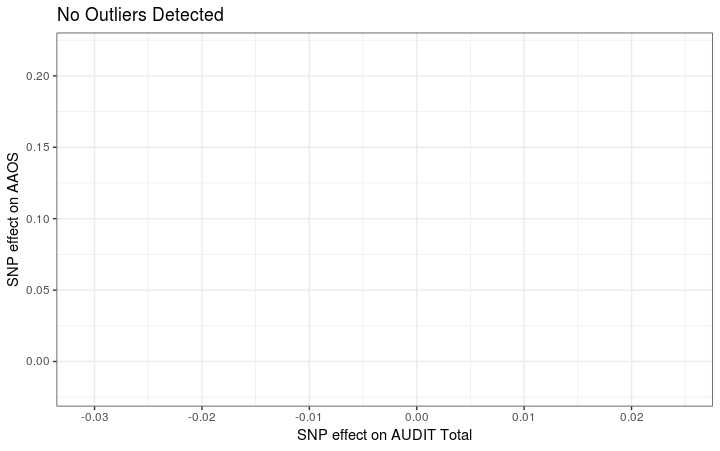 No Outliers Detected
SNP effect on AAOS
0.20
0.15
0.10
0.05
0.00
-0.03 -0.02 -0.01 0.00 0.01 0.02
SNP effect on AUDIT Total